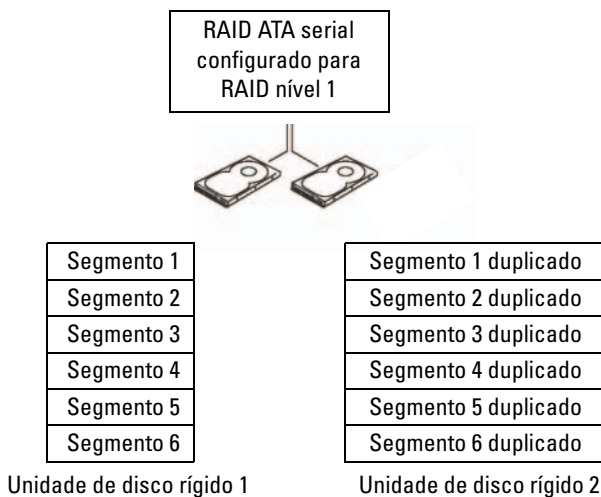 RAID ATA serial
configurado para
RAID nível 1
Segmento 1
Segmento 1 duplicado
Segmento 2
Segmento 2 duplicado
Segmento 3
Segmento 3 duplicado
Segmento 4
Segmento 4 duplicado
Segmento 5
Segmento 5 duplicado
Segmento 6
Segmento 6 duplicado
Unidade de disco rígido 1
Unidade de disco rígido 2